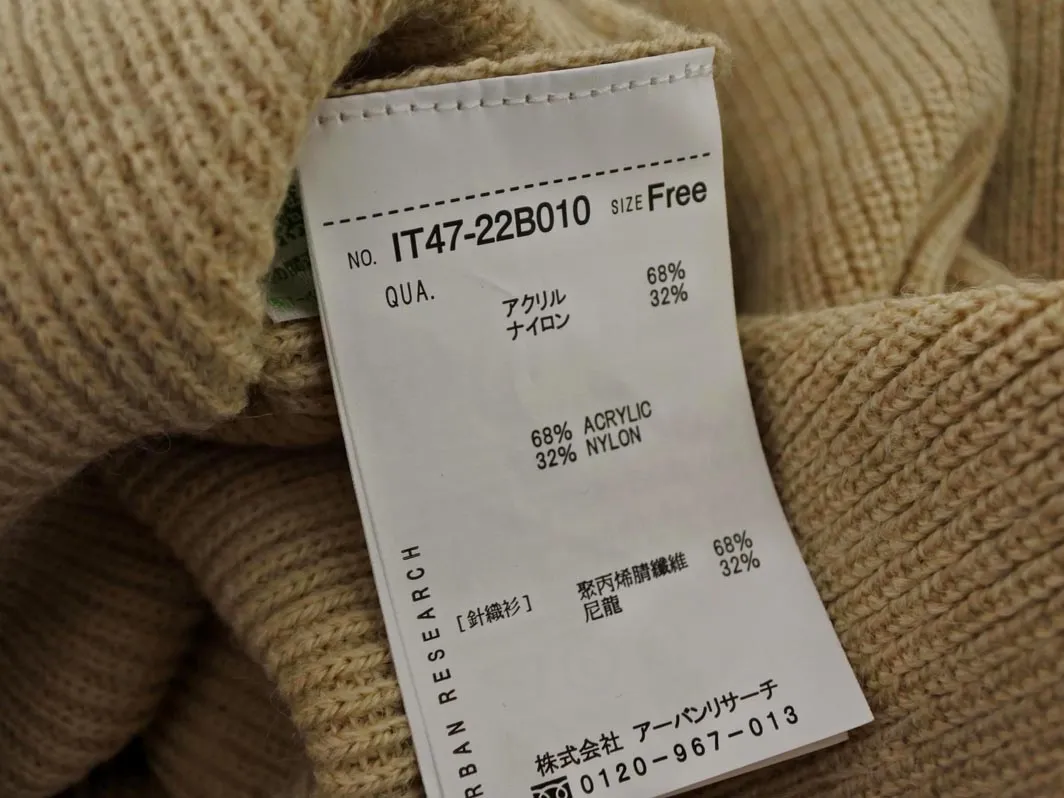 NO. IT47-22B010 SIZE Free
QUA.
アクリル 68%
ナイロン 32%
68% ACRYLIC
32% NYLON
[針織衫] 聚丙烯腈纖維 68%
尼龍 32%
RBAN RESEARCH
株式会社 アーバンリサーチ
0120-967-013